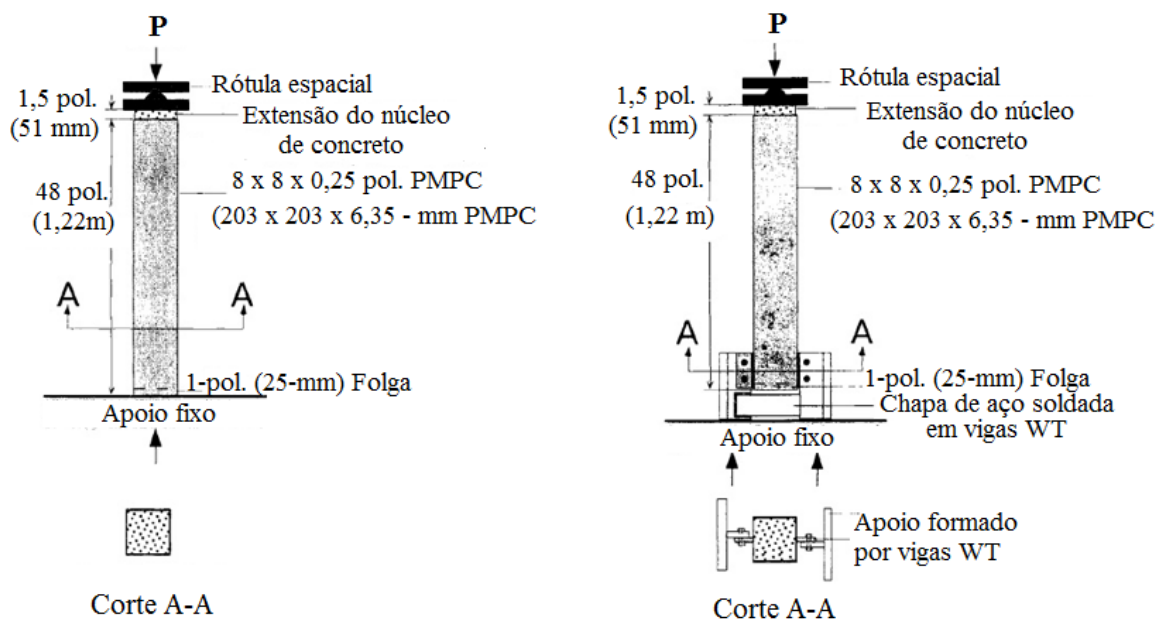 P
Rótula espacial
1,5 pol.
(51 mm)
Extensão do núcleo
de concreto
8 x 8 x 0,25 pol. PMPC
(203 x 203 x 6,35 - mm PMPC
48 pol.
(1,22m)
A
A
1-pol. (25-mm) Folga
Apoio fixo
Corte A-A
P
Rótula espacial
1,5 pol.
(51 mm)
Extensão do núcleo
de concreto
48 pol.
(1,22 m)
8 x 8 x 0,25 pol. PMPC
(203 x 203 x 6,35 - mm PMPC
A
A
1-pol. (25-mm) Folga
Chapa de aço soldada
em vigas WT
Apoio fixo
Apoio formado
por vigas WT
Corte A-A